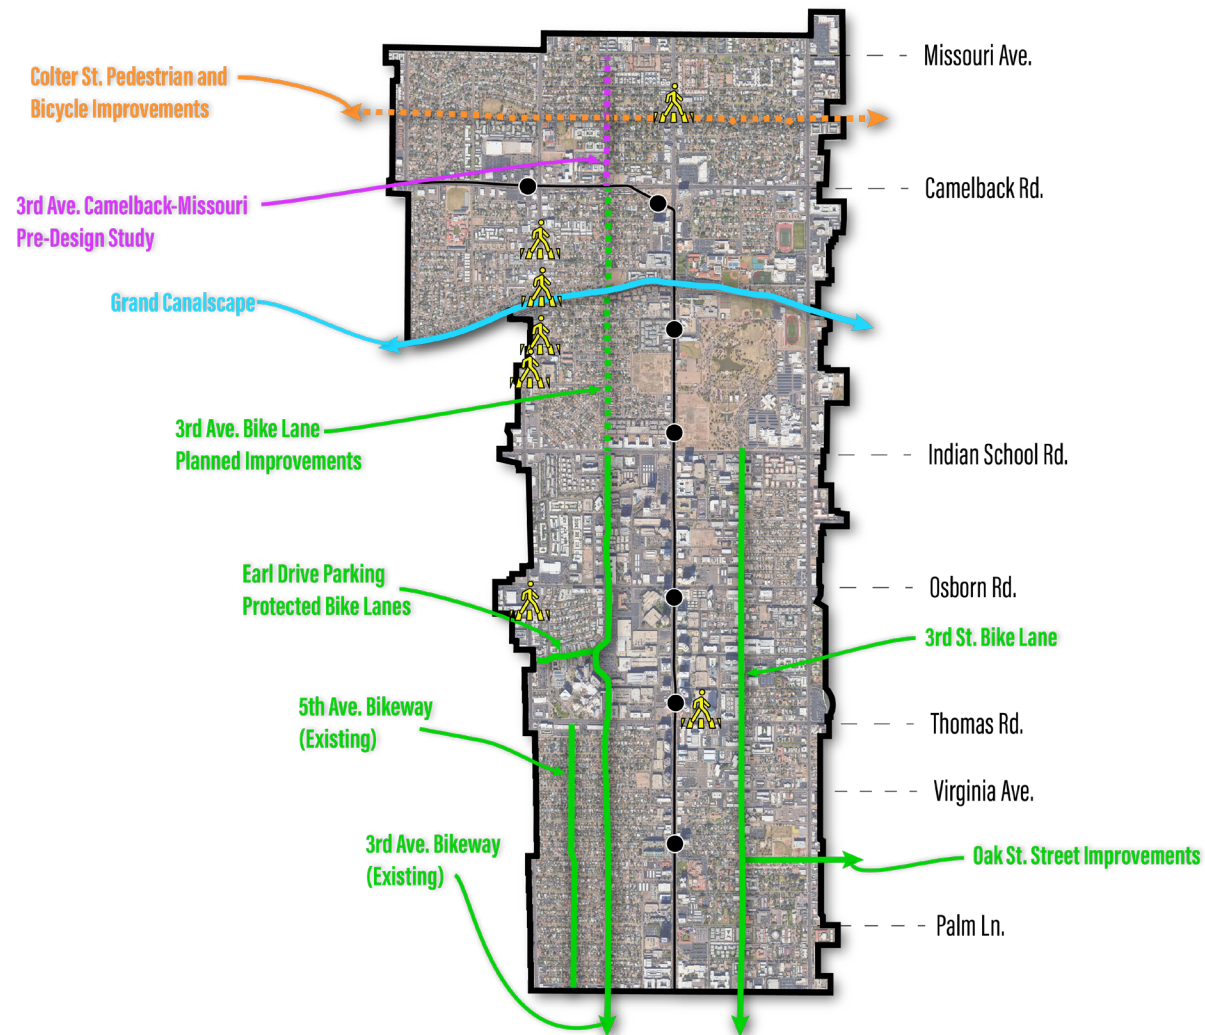 Missouri Ave.
Colter St. Pedestrian and
Bicycle Improvements
Camelback Rd.
3rd Ave. Camelback-Missouri
Pre-Design Study
Grand Canalscape
3rd Ave. Bike Lane
Planned Improvements
Indian School Rd.
Earl Drive Parking
Protected Bike Lanes
Osborn Rd.
3rd St. Bike Lane
5th Ave. Bikeway
(Existing)
Thomas Rd.
Virginia Ave.
3rd Ave. Bikeway
(Existing)
Oak St. Street Improvements
Palm Ln.